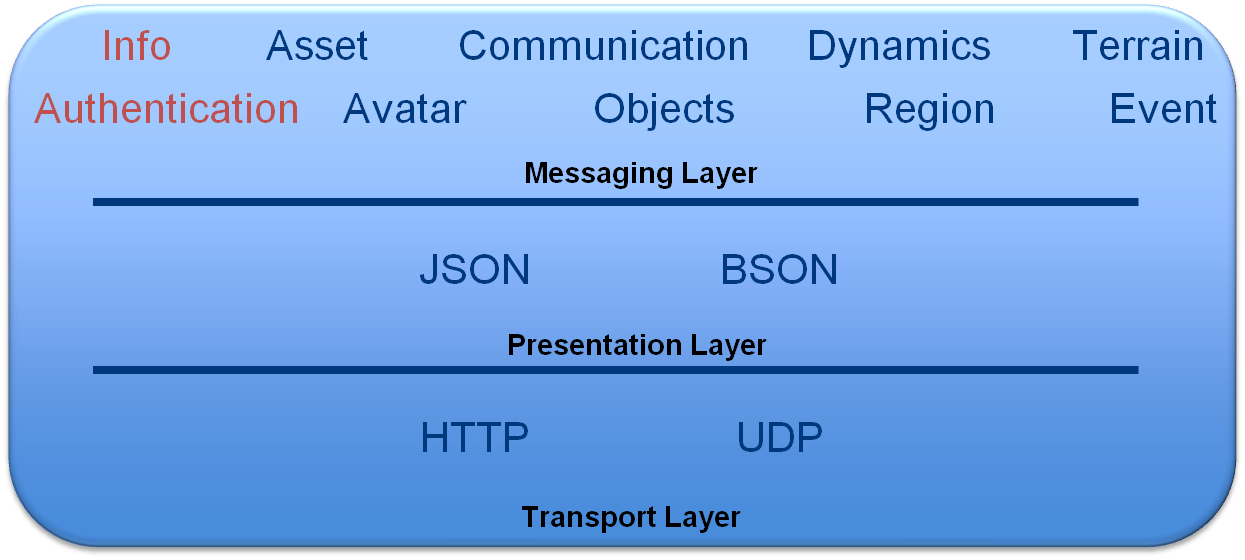 Info Asset Communication Dynamics Terrain
Authentication Avatar Objects Region Event
Messaging Layer
JSON BSON
Presentation Layer
HTTP UDP
Transport Layer